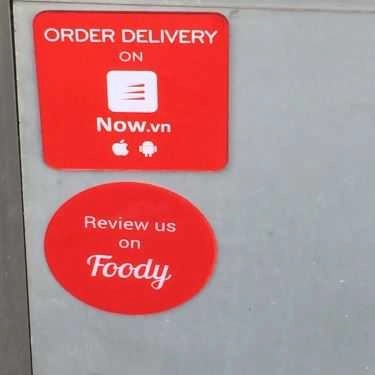 ORDER DELIVERY
ON
Now.vn
Review us
on
Foody